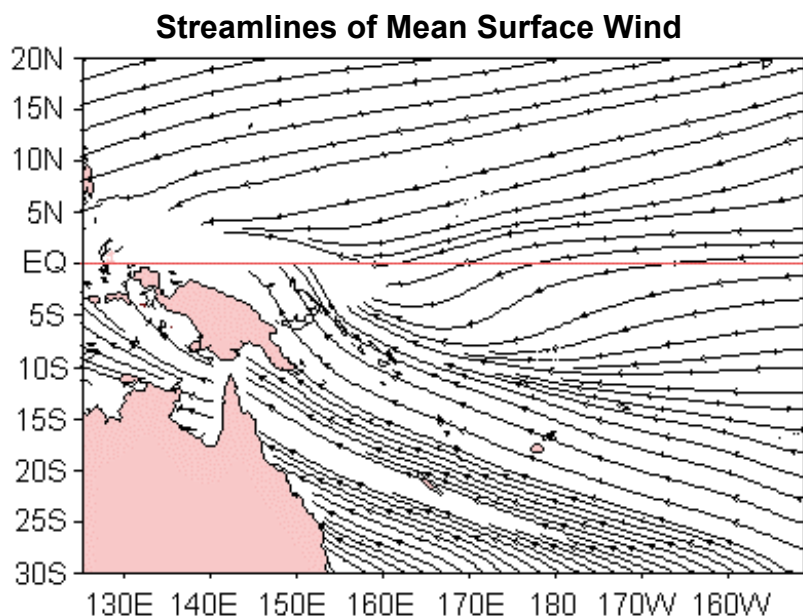 Streamlines of Mean Surface Wind
20N
15N
10N
5N
EQ
5S
10S
15S
20S
25S
30S
130E 140E 150E 160E 170E 180 170W 160W